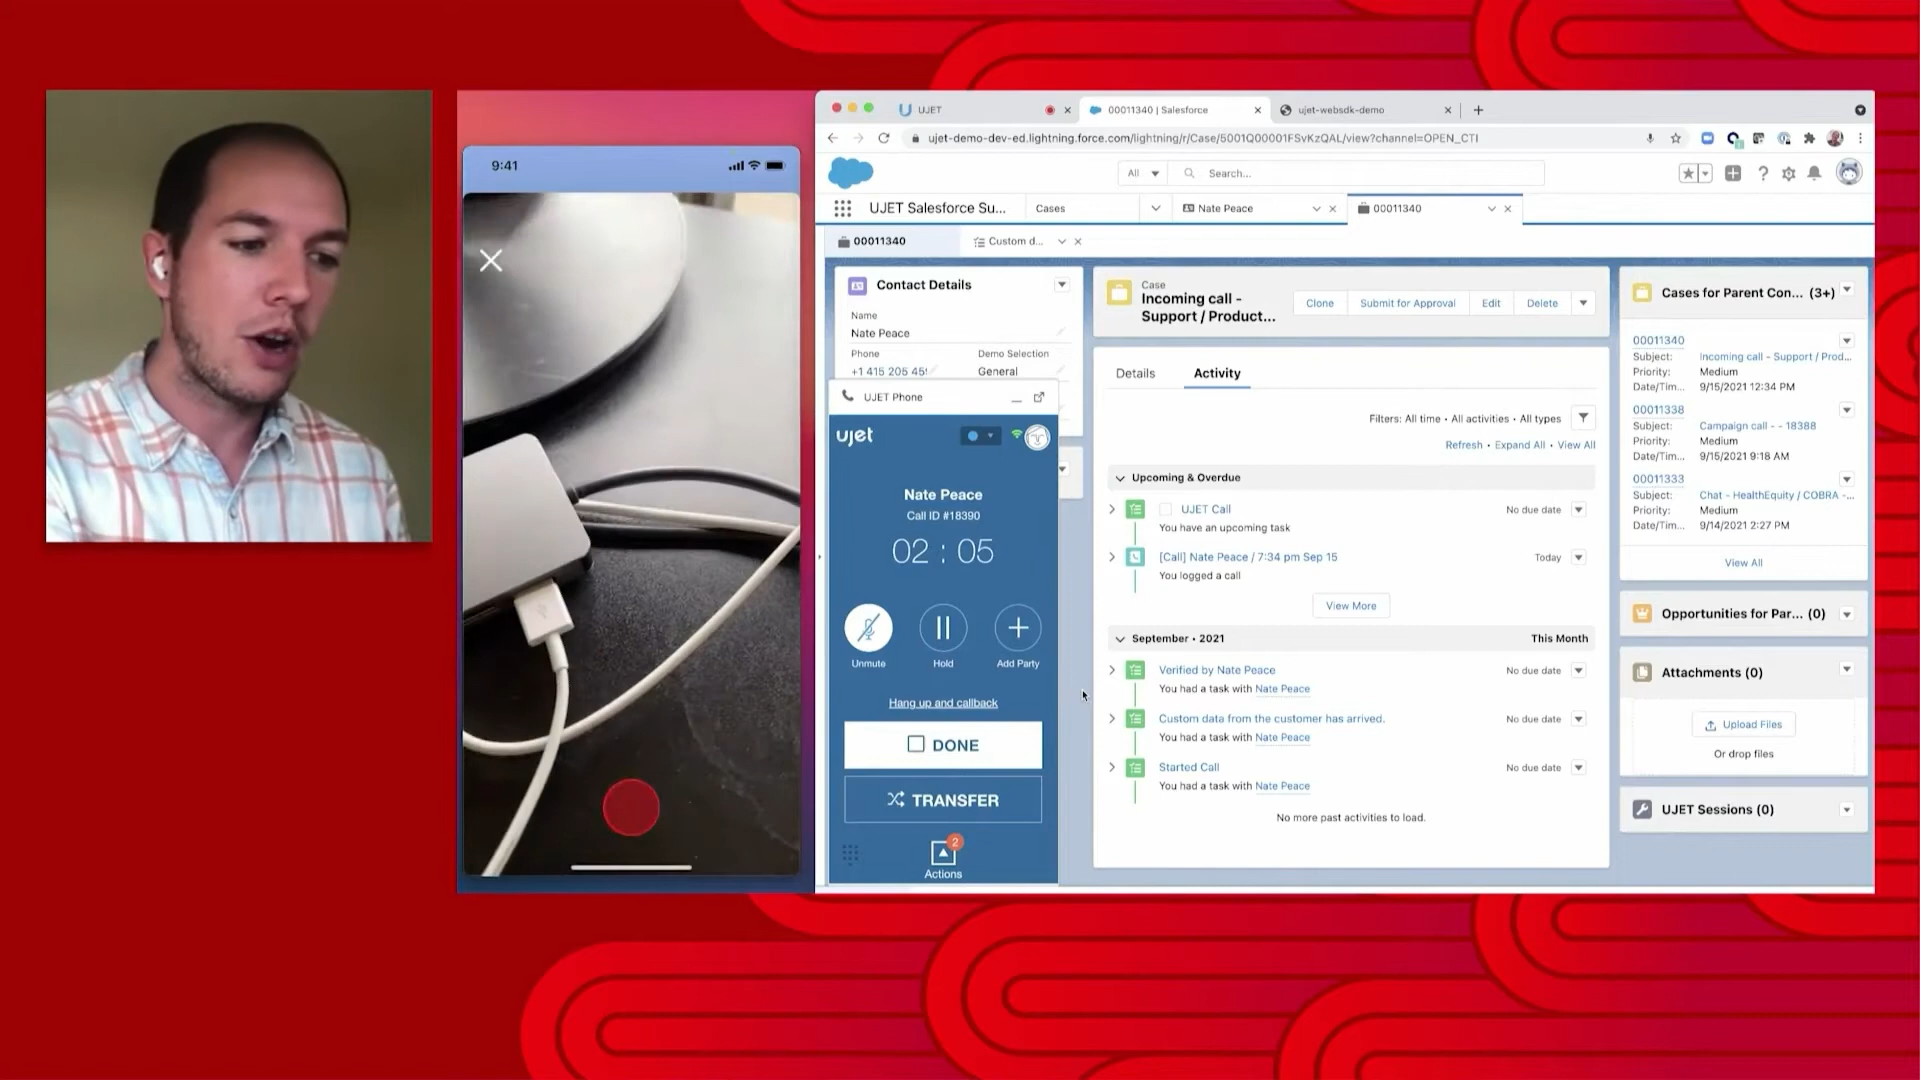 9:41
UJET
00011340 | Salesforce
ujet-websdk-demo
ujet-demo-dev-ed.lightning.force.com/lightning/r/Case/5001Q00001FSvKzQAL/view?channel=OPEN_CTI
All
Search...
UJET Salesforce Su...
Cases
Nate Peace
00011340
00011340
Custom d...
Contact Details
Name
Nate Peace
Phone
Demo Selection
+1 415 205 45
General
UJET Phone
ujet
Nate Peace
Call ID #18390
02 : 05
Unmute
Hold
Add Party
Hang up and callback
DONE
TRANSFER
2
Actions
Case
Incoming call -
Support / Product...
Clone
Submit for Approval
Edit
Delete
Details
Activity
Filters: All time • All activities • All types
Refresh • Expand All • View All
Upcoming & Overdue
UJET Call
No due date
You have an upcoming task
[Call] Nate Peace / 7:34 pm Sep 15
Today
You logged a call
View More
September • 2021
This Month
Verified by Nate Peace
No due date
You had a task with Nate Peace
Custom data from the customer has arrived.
No due date
You had a task with Nate Peace
Started Call
No due date
You had a task with Nate Peace
No more past activities to load.
Cases for Parent Con... (3+)
00011340
Subject: Incoming call - Support / Prod...
Priority: Medium
Date/Tim... 9/15/2021 12:34 PM
00011338
Subject: Campaign call - - 18388
Priority: Medium
Date/Tim... 9/15/2021 9:18 AM
00011333
Subject: Chat - HealthEquity / COBRA -...
Priority: Medium
Date/Tim... 9/14/2021 2:27 PM
View All
Opportunities for Par... (0)
Attachments (0)
Upload Files
Or drop files
UJET Sessions (0)